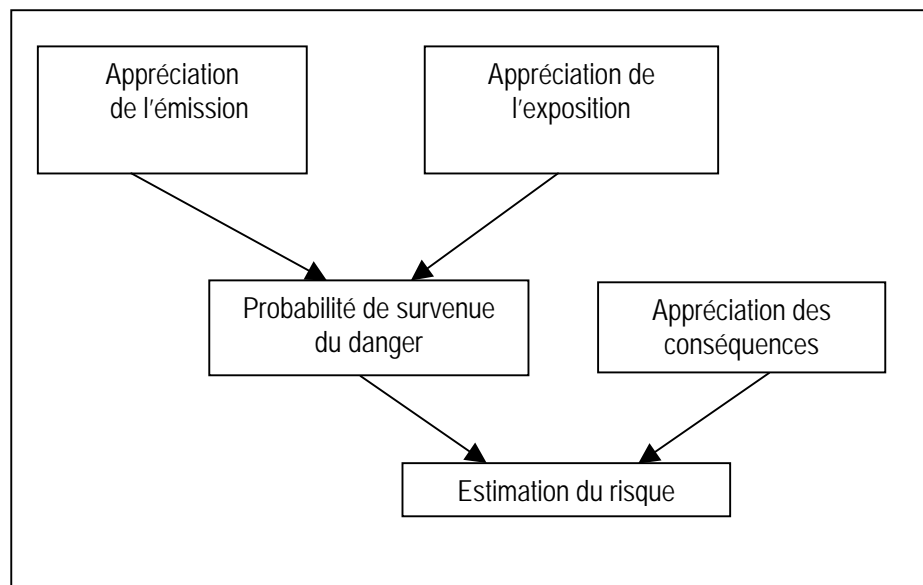 Appréciation
de l'émission
Appréciation de
l'exposition
Probabilité de survenue
du danger
Appréciation des
conséquences
Estimation du risque